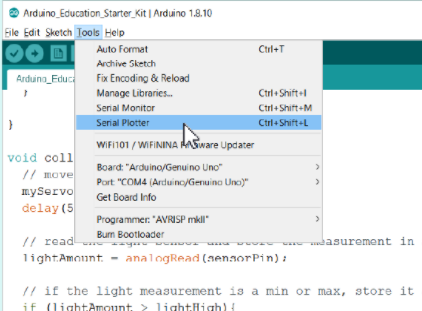 Arduino_Education_Starter_Kit | Arduino 1.8.10
File Edit Sketch Tools Help
Auto Format Ctrl+T
Archive Sketch
Fix Encoding & Reload
Manage Libraries... Ctrl+Shift+I
Serial Monitor Ctrl+Shift+M
Serial Plotter Ctrl+Shift+L
WiFi101 / WiFiNINA Firmware Updater
Board: "Arduino/Genuino Uno"
Port: "COM4 (Arduino/Genuino Uno)"
Get Board Info
Programmer: "AVRISP mkII"
Burn Bootloader
Arduino_Educa
}
}
void coll
// move
myServo
delay(5
// read the light sensor and store the measurement in
lightAmount = analogRead(sensorPin);
// if the light measurement is a min or max, store it
if (lightAmount > lightHigh){